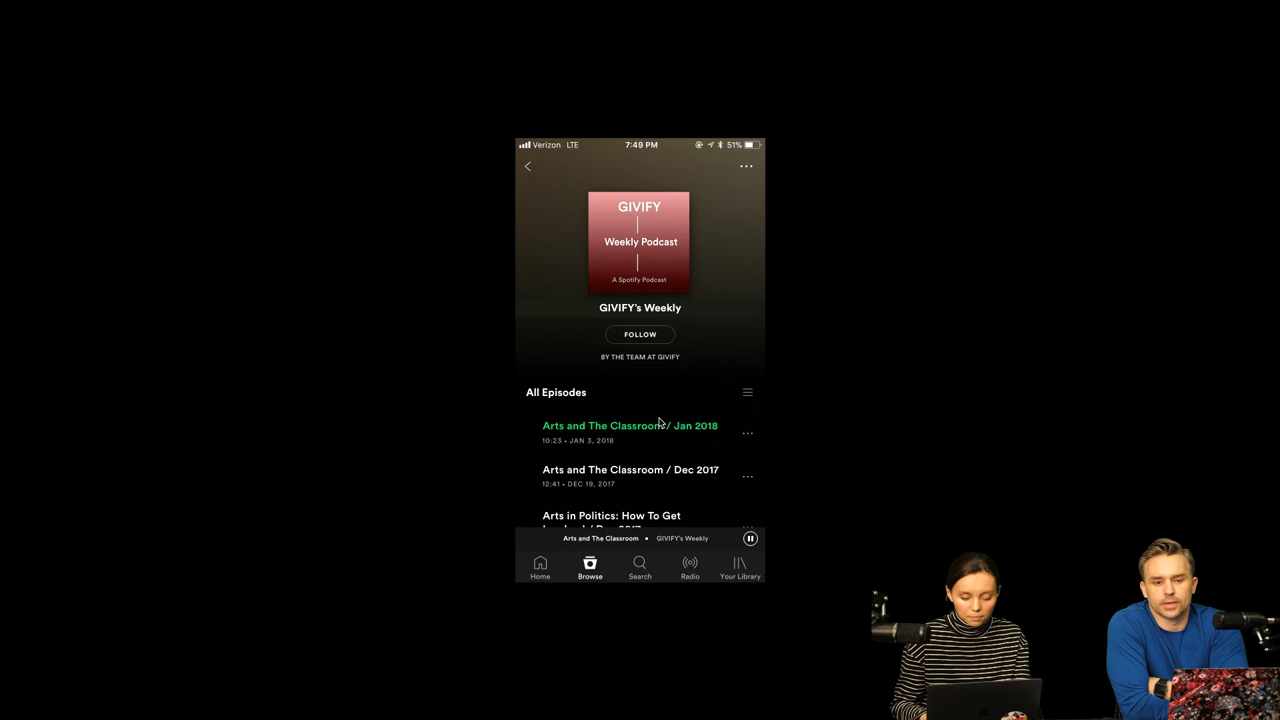 Verizon LTE 7:49 PM 51%
GIVIFY
Weekly Podcast
A Spotify Podcast
GIVIFY's Weekly
FOLLOW
BY THE TEAM AT GIVIFY
All Episodes
Arts and The Classroom / Jan 2018
10:23 • JAN 3, 2018
Arts and The Classroom / Dec 2017
12:41 • DEC 19, 2017
Arts in Politics: How To Get
Arts and The Classroom • GIVIFY's Weekly
Home Browse Search Radio Your Library